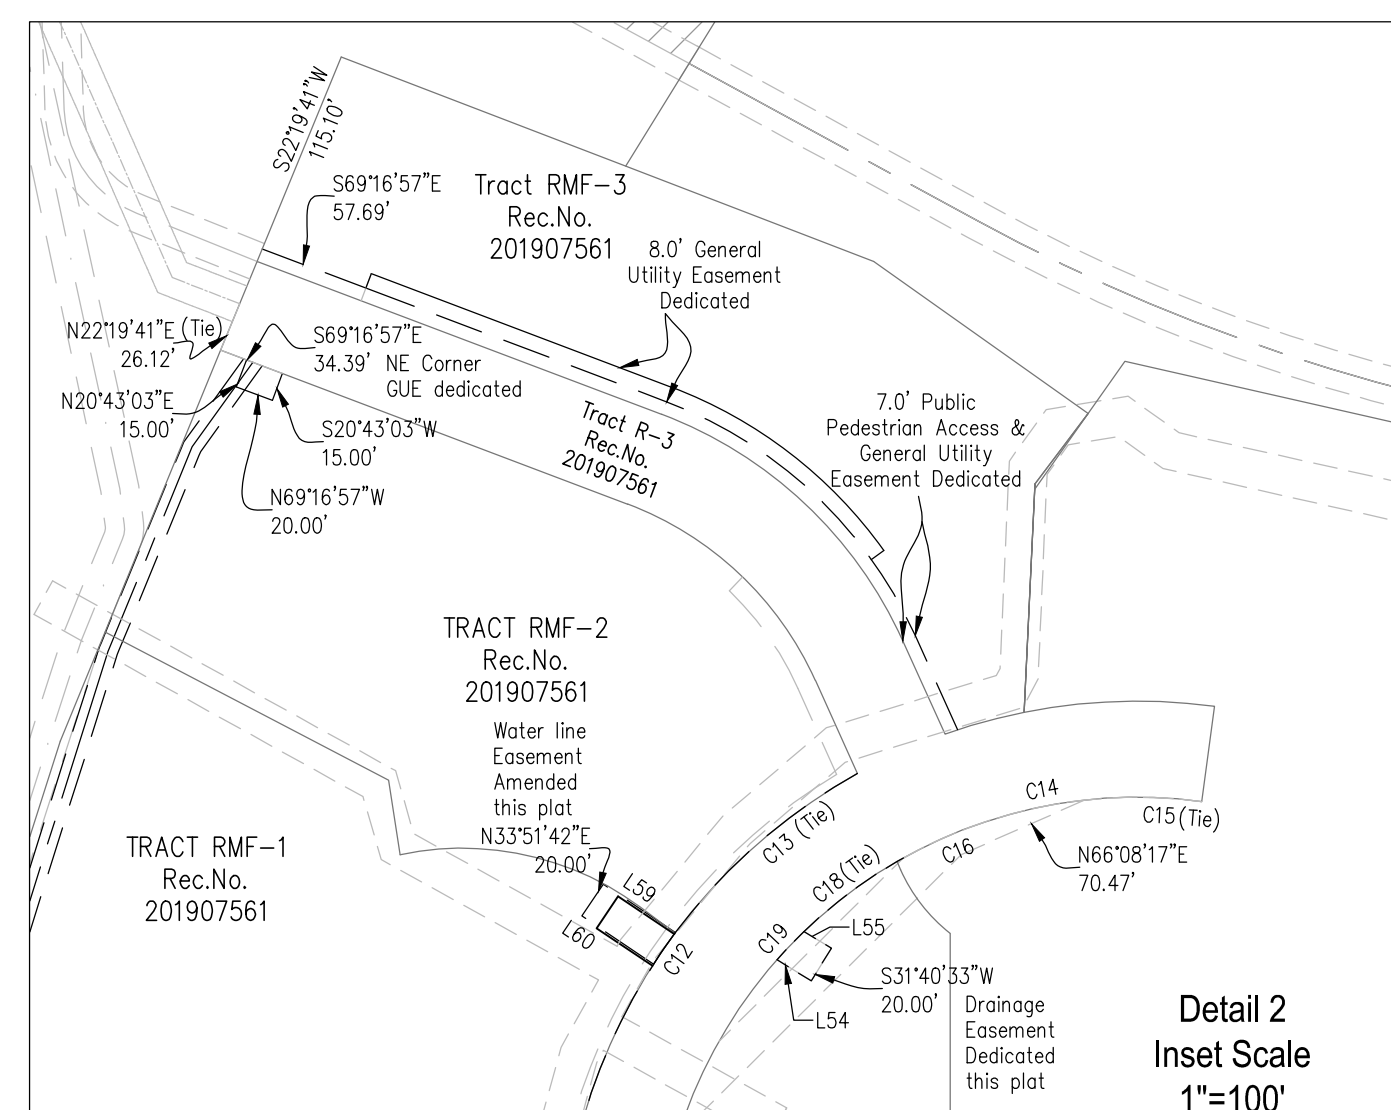 S22°19'41"W
115.10'
S69°16'57"E
57.69'
Tract RMF-3
Rec.No.
201907561
8.0' General
Utility Easement
Dedicated
N22°19'41"E (Tie)
26.12'
S69°16'57"E
34.39' NE Corner
GUE dedicated
N20°43'03"E
15.00'
S20°43'03"W
15.00'
N69°16'57"W
20.00'
Tract R-3
Rec.No.
201907561
7.0' Public
Pedestrian Access &
General Utility
Easement Dedicated
TRACT RMF-2
Rec.No.
201907561
Water line
Easement
Amended
this plat
N33°51'42"E
20.00'
TRACT RMF-1
Rec.No.
201907561
L59
L60
C12
C13 (Tie)
C14
C15 (Tie)
C16
N66°08'17"E
70.47'
C18(Tie)
C19
L55
S31°40'33"W
20.00'
L54
Drainage
Easement
Dedicated
this plat
Detail 2
Inset Scale
1"=100'